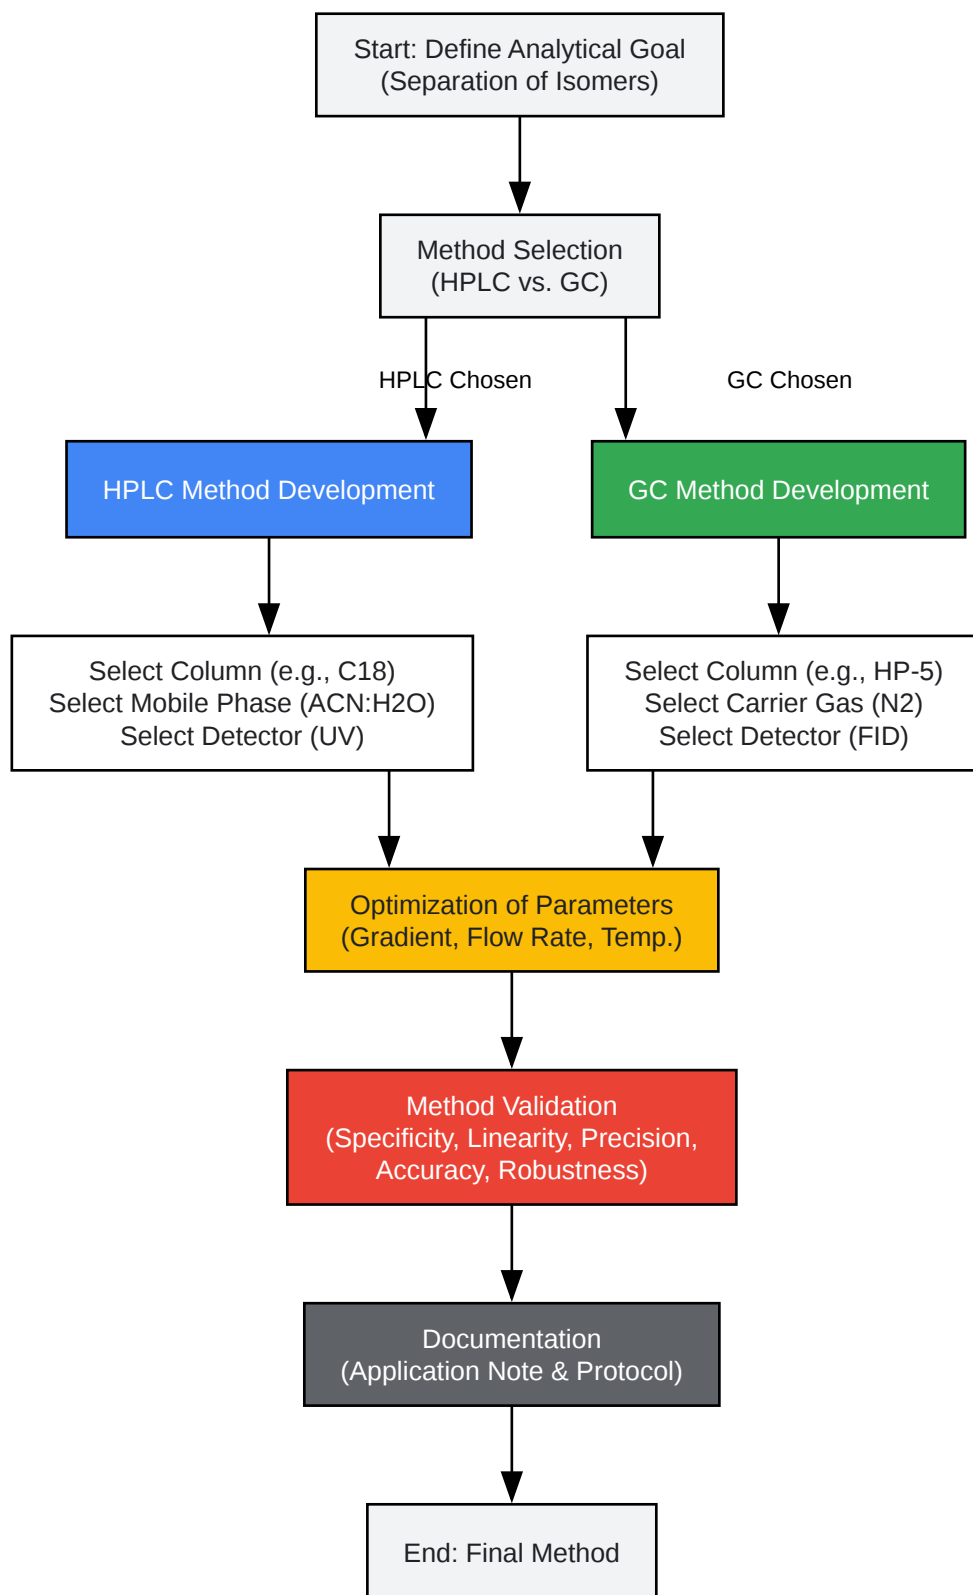 Start: Define Analytical Goal
(Separation of Isomers)
Method Selection
(HPLC vs. GC)
HPLC Chosen
GC Chosen
HPLC Method Development
GC Method Development
Select Column (e.g., C18)
Select Mobile Phase (ACN:H2O)
Select Detector (UV)
Select Column (e.g., HP-5)
Select Carrier Gas (N2)
Select Detector (FID)
Optimization of Parameters
(Gradient, Flow Rate, Temp.)
Method Validation
(Specificity, Linearity, Precision,
Accuracy, Robustness)
Documentation
(Application Note & Protocol)
End: Final Method